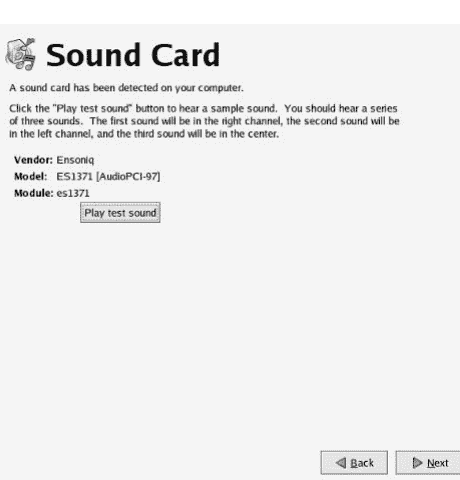 Sound Card
A sound card has been detected on your computer.
Click the "Play test sound" button to hear a sample sound.  You should hear a series
of three sounds.  The first sound will be in the right channel, the second sound will be
in the left channel, and the third sound will be in the center.
Vendor: Ensoniq
Model: ES1371 [AudioPCI-97]
Module: es1371
Play test sound
Back Next